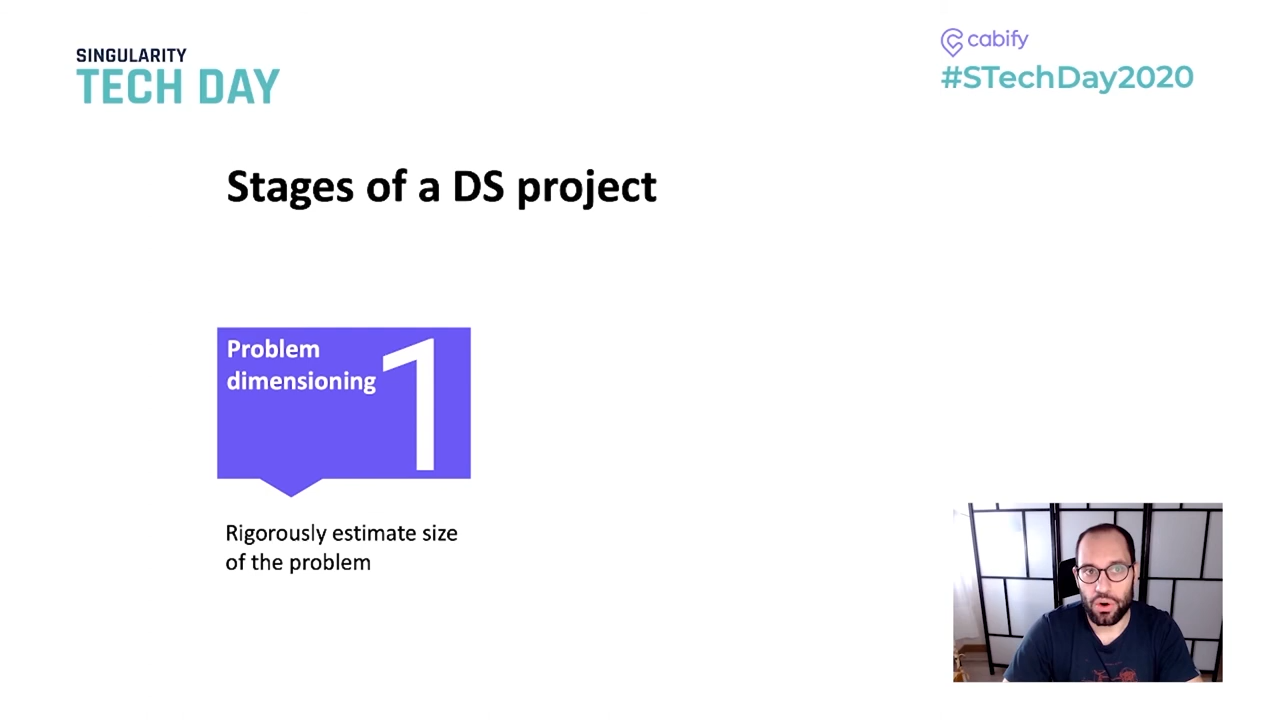 SINGULARITY
TECH DAY
cabify
#STechDay2020
Stages of a DS project
Problem
dimensioning
1
Rigorously estimate size
of the problem